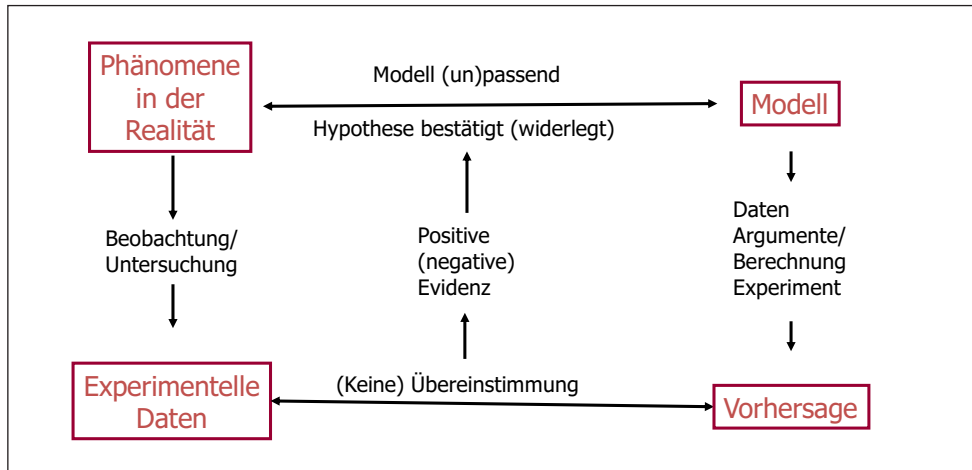 Phänomene
in der
Realität
Modell (un)passend
Hypothese bestätigt (widerlegt)
Modell
Beobachtung/
Untersuchung
Positive
(negative)
Evidenz
Daten
Argumente/
Berechnung
Experiment
Experimentelle
Daten
(Keine) Übereinstimmung
Vorhersage